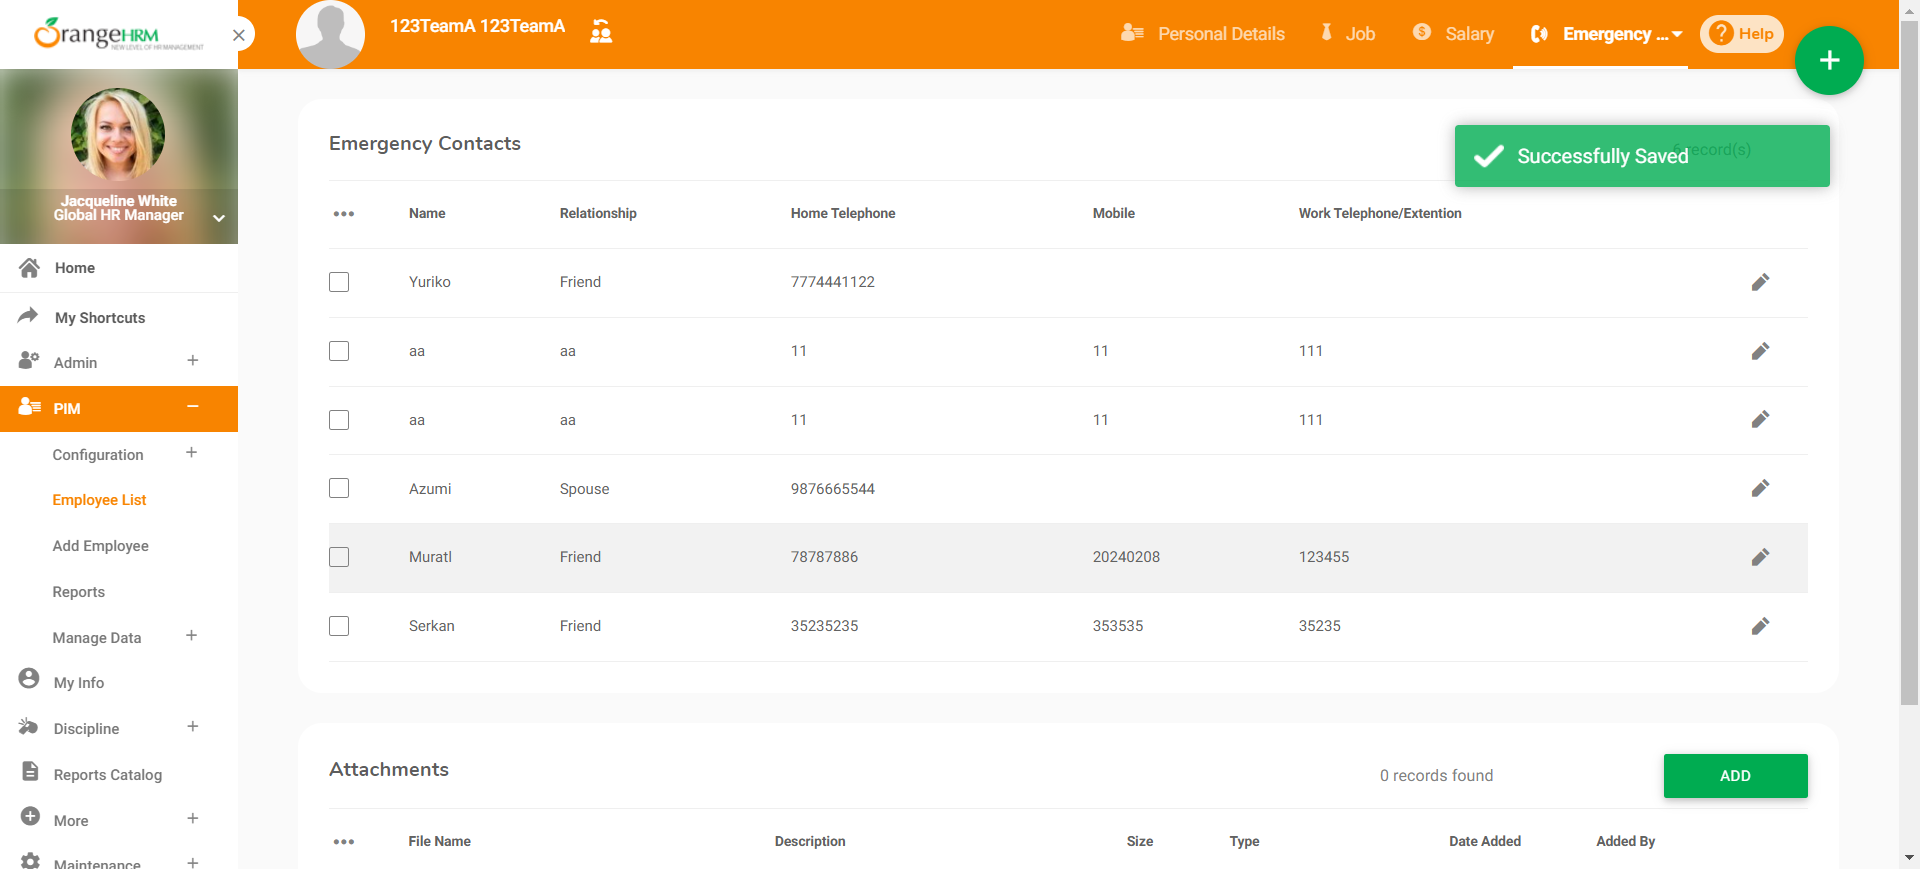 OrangeHRM
NEW LEVEL OF HR MANAGEMENT
123TeamA 123TeamA
Personal Details
Job
Salary
Emergency ...
? Help
Jacqueline White
Global HR Manager
Home
My Shortcuts
Admin
PIM
Configuration
Employee List
Add Employee
Reports
Manage Data
My Info
Discipline
Reports Catalog
More
Maintenance
Emergency Contacts
6 record(s)
Successfully Saved
Name Relationship Home Telephone Mobile Work Telephone/Extention
Yuriko Friend 7774441122
aa aa 11 11 111
aa aa 11 11 111
Azumi Spouse 9876665544
Muratl Friend 78787886 20240208 123455
Serkan Friend 35235235 353535 35235
Attachments
0 records found
ADD
File Name Description Size Type Date Added Added By